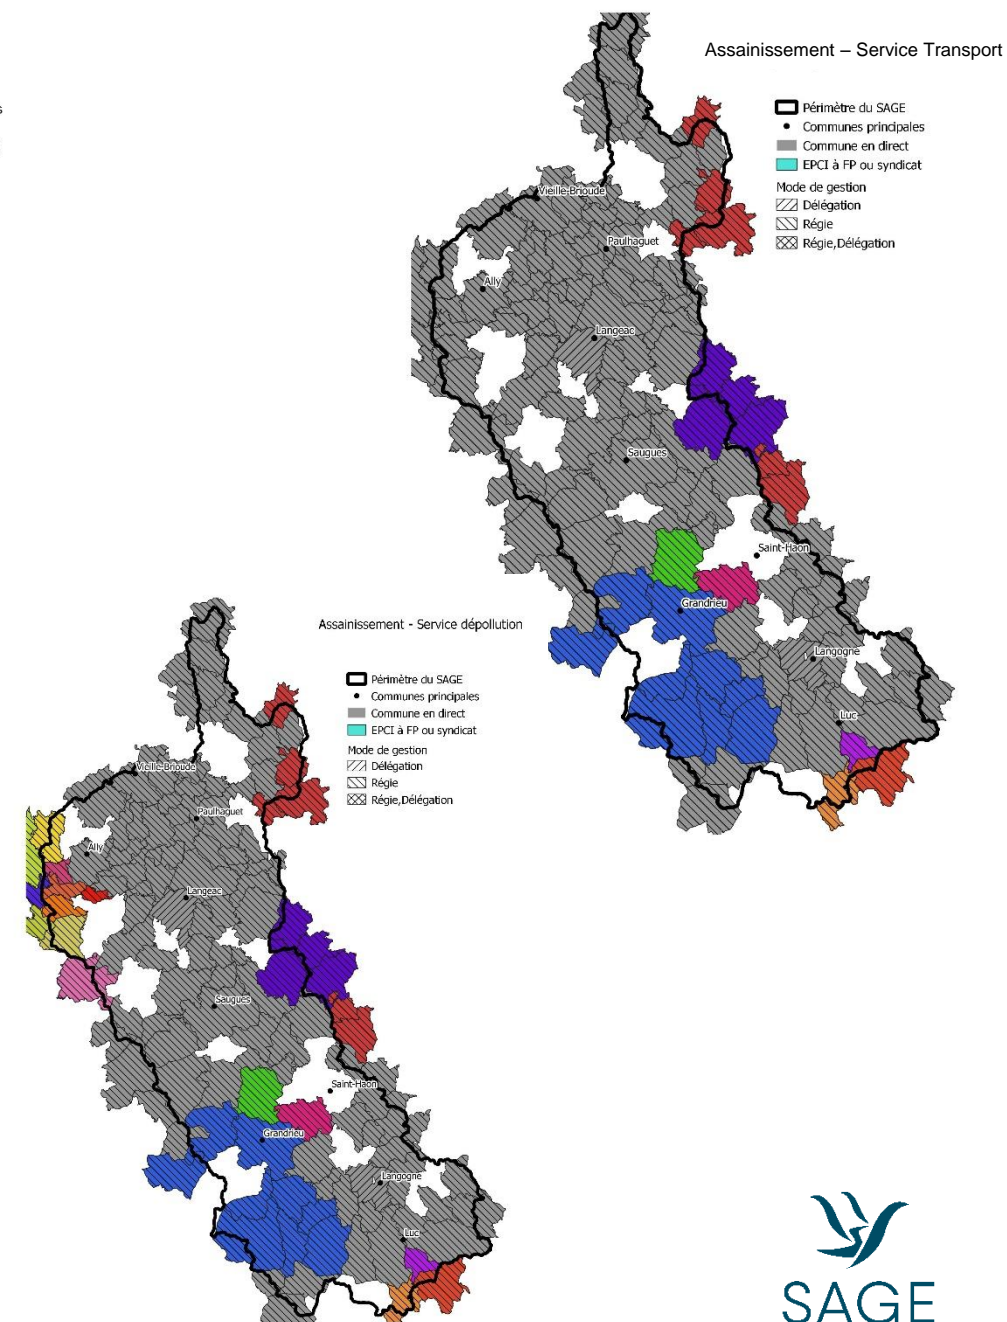 s
Assainissement – Service Transport
Périmètre du SAGE
Communes principales
Commune en direct
EPCI à FP ou syndicat
Mode de gestion
Délégation
Régie
Régie,Délégation
Vieille-Brioude
Paulhaguet
Ally
Langeac
Saugues
Saint-Haon
Grandrieu
Langogne
Luc
Assainissement - Service dépollution
Périmètre du SAGE
Communes principales
Commune en direct
EPCI à FP ou syndicat
Mode de gestion
Délégation
Régie
Régie,Délégation
Vieille-Brioude
Paulhaguet
Ally
Langeac
Saugues
Saint-Haon
Grandrieu
Langogne
Luc
SAGE